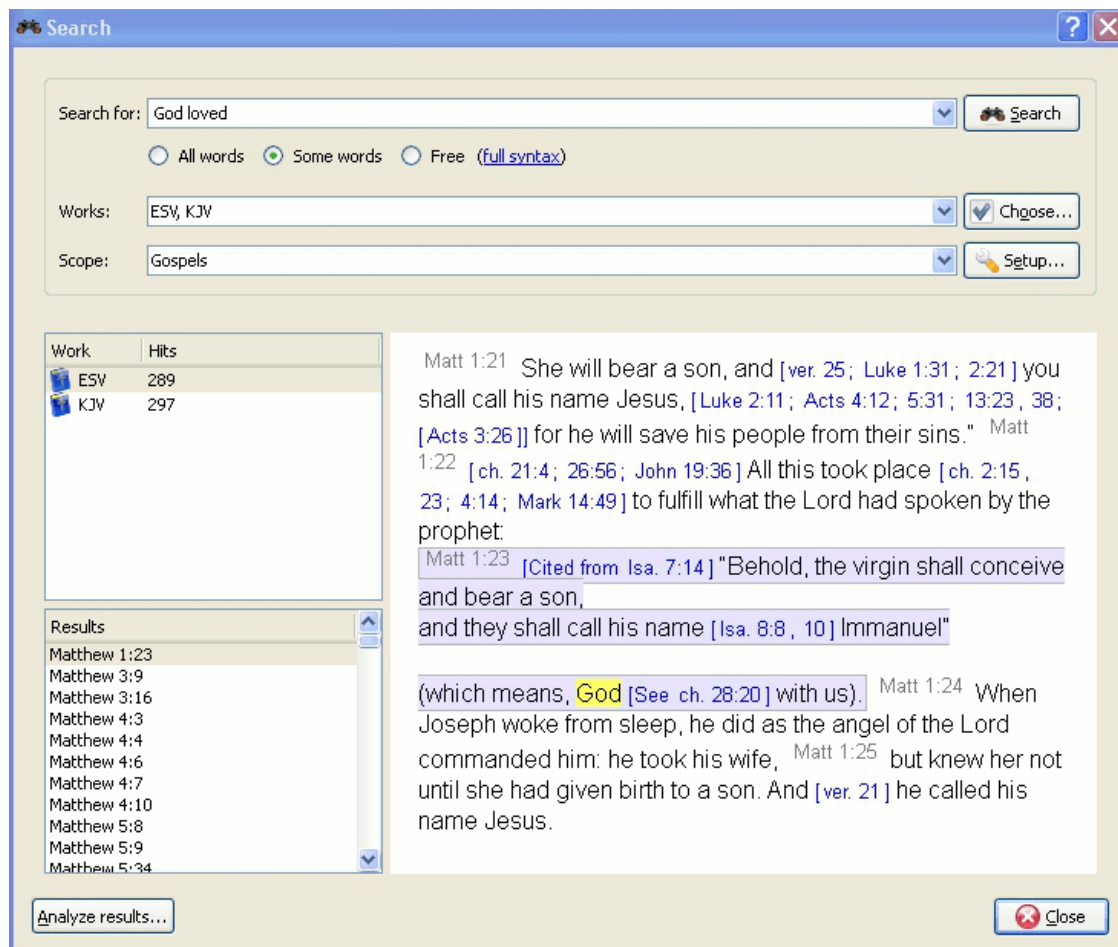 Search
Search for: God loved Search
All words Some words Free (full syntax)
Works: ESV, KJV Choose...
Scope: Gospels Setup...
Work Hits
ESV 289
KJV 297
Results
Matthew 1:23
Matthew 3:9
Matthew 3:16
Matthew 4:3
Matthew 4:4
Matthew 4:6
Matthew 4:7
Matthew 4:10
Matthew 5:8
Matthew 5:9
Matthew 5:34
Matt 1:21 She will bear a son, and [ver. 25; Luke 1:31; 2:21] you
shall call his name Jesus, [Luke 2:11; Acts 4:12; 5:31; 13:23, 38;
[Acts 3:26]] for he will save his people from their sins." Matt
1:22 [ch. 21:4; 26:56; John 19:36] All this took place [ch. 2:15,
23; 4:14; Mark 14:49] to fulfill what the Lord had spoken by the
prophet:
Matt 1:23 [Cited from Isa. 7:14] "Behold, the virgin shall conceive
and bear a son,
and they shall call his name [Isa. 8:8, 10] Immanuel"
(which means, God [See ch. 28:20] with us). Matt 1:24 When
Joseph woke from sleep, he did as the angel of the Lord
commanded him: he took his wife, Matt 1:25 but knew her not
until she had given birth to a son. And [ver. 21] he called his
name Jesus.
Analyze results... Close